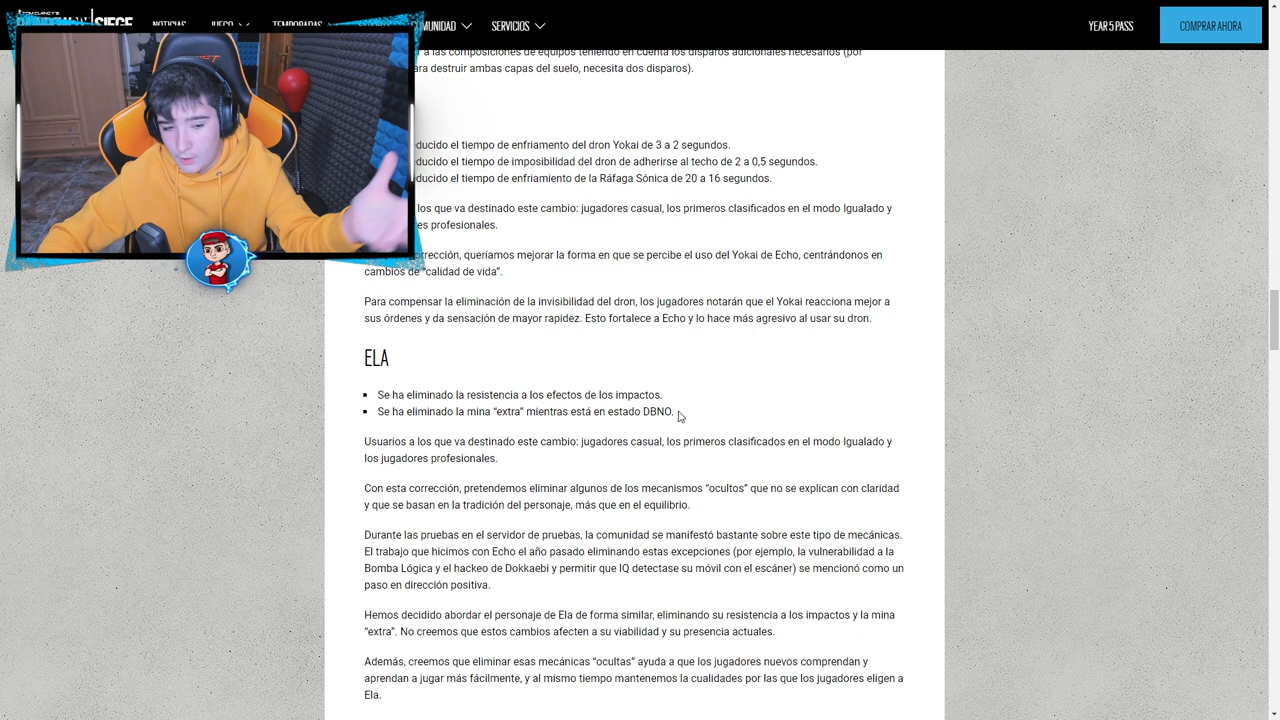 NOTICIAS JUEGO TEMPORADAS COMUNIDAD SERVICIOS YEAR 5 PASS COMPRAR AHORA
a las composiciones de equipos teniendo en cuenta los disparos adicionales necesarios (por
para destruir ambas capas del suelo, necesita dos disparos).
el tiempo de enfriamento del dron Yokai de 3 a 2 segundos.
el tiempo de imposibilidad del dron de adherirse al techo de 2 a 0,5 segundos.
el tiempo de enfriamiento de la Ráfaga Sónica de 20 a 16 segundos.
los que va destinado este cambio: jugadores casual, los primeros clasificados en el modo Igualado y
profesionales.
queríamos mejorar la forma en que se percibe el uso del Yokai de Echo, centrándonos en
cambios de “calidad de vida”.
Para compensar la eliminación de la invisibilidad del dron, los jugadores notarán que el Yokai reacciona mejor a
sus órdenes y da sensación de mayor rapidez. Esto fortalece a Echo y lo hace más agresivo al usar su dron.
ELA
▪ Se ha eliminado la resistencia a los efectos de los impactos.
▪ Se ha eliminado la mina “extra” mientras está en estado DBNO.
Usuarios a los que va destinado este cambio: jugadores casual, los primeros clasificados en el modo Igualado y
los jugadores profesionales.
Con esta corrección, pretendemos eliminar algunos de los mecanismos “ocultos” que no se explican con claridad
y que se basan en la tradición del personaje, más que en el equilibrio.
Durante las pruebas en el servidor de pruebas, la comunidad se manifestó bastante sobre este tipo de mecánicas.
El trabajo que hicimos con Echo el año pasado eliminando estas excepciones (por ejemplo, la vulnerabilidad a la
Bomba Lógica y el hackeo de Dokkaebi y permitir que IQ detectase su móvil con el escáner) se mencionó como un
paso en dirección positiva.
Hemos decidido abordar el personaje de Ela de forma similar, eliminando su resistencia a los impactos y la mina
“extra”. No creemos que estos cambios afecten a su viabilidad y su presencia actuales.
Además, creemos que eliminar esas mecánicas “ocultas” ayuda a que los jugadores nuevos comprendan y
aprendan a jugar más fácilmente, y al mismo tiempo mantenemos la cualidades por las que los jugadores eligen a
Ela.